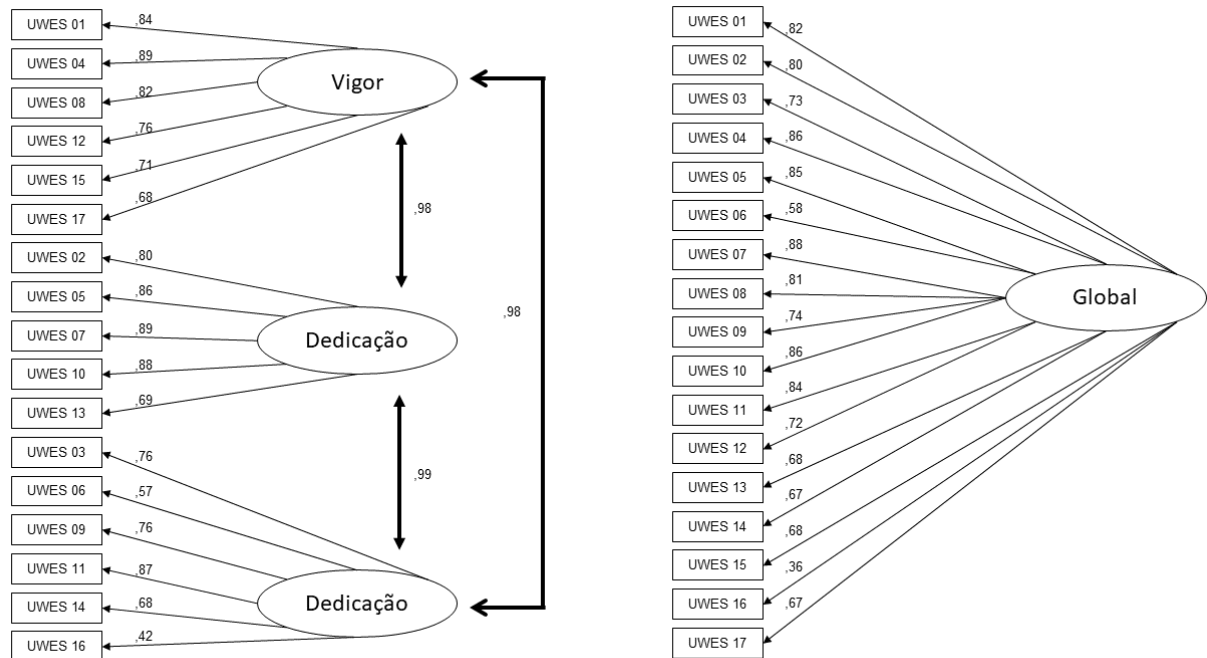 UWES 01
,84
UWES 04
,89
UWES 08
,82
UWES 12
,76
UWES 15
,71
UWES 17
,68
Vigor
,98
UWES 02
,80
UWES 05
,86
UWES 07
,89
UWES 10
,88
UWES 13
,69
Dedicação
,98
,99
UWES 03
,76
UWES 06
,57
UWES 09
,76
UWES 11
,87
UWES 14
,68
UWES 16
,42
Dedicação
UWES 01
,82
UWES 02
,80
UWES 03
,73
UWES 04
,86
UWES 05
,85
UWES 06
,58
UWES 07
,88
UWES 08
,81
UWES 09
,74
UWES 10
,86
UWES 11
,84
UWES 12
,72
UWES 13
,68
UWES 14
,67
UWES 15
,68
UWES 16
,36
UWES 17
,67
Global